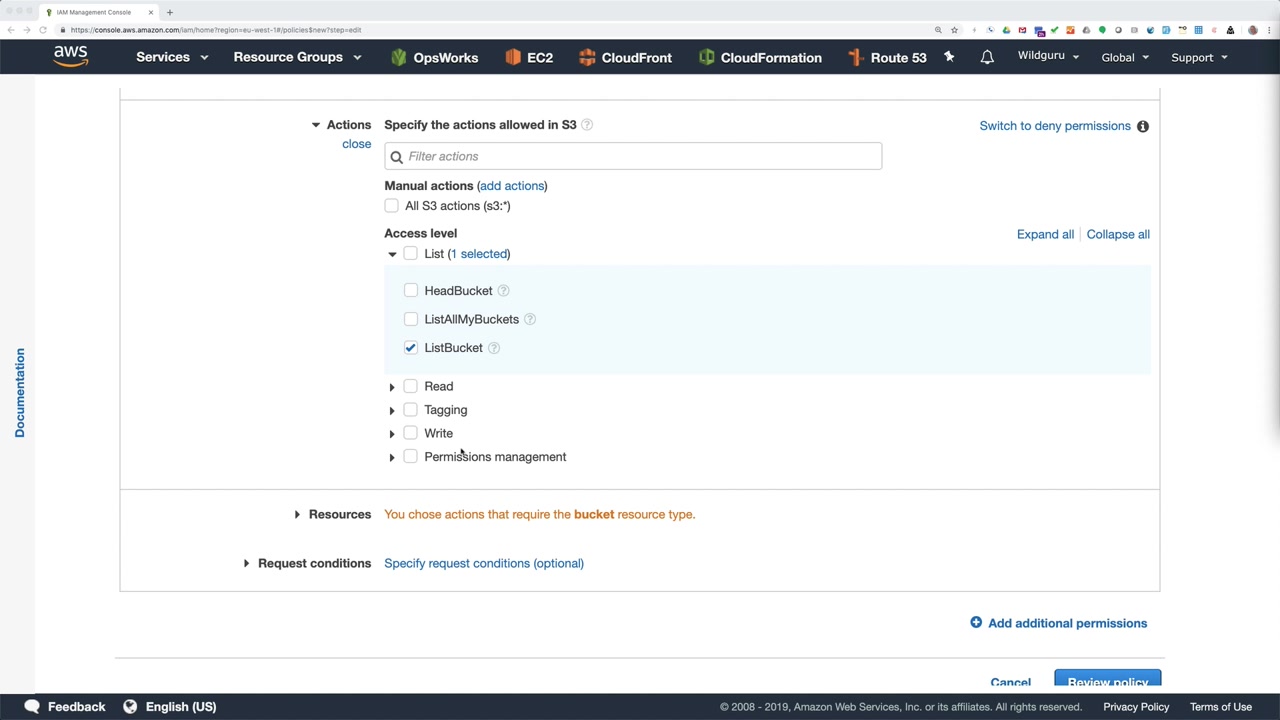 IAM Management Console
https://console.aws.amazon.com/iam/home?region=eu-west-1#/policies$new?step=edit
aws Services Resource Groups OpsWorks EC2 CloudFront CloudFormation Route 53 Wildguru Global Support
Actions Specify the actions allowed in S3 Switch to deny permissions
close
Filter actions
Manual actions (add actions)
All S3 actions (s3:*)
Access level Expand all Collapse all
List (1 selected)
HeadBucket
ListAllMyBuckets
ListBucket
Documentation
Read
Tagging
Write
Permissions management
Resources You chose actions that require the bucket resource type.
Request conditions Specify request conditions (optional)
Add additional permissions
Cancel Review policy
Feedback English (US) © 2008 - 2019, Amazon Web Services, Inc. or its affiliates. All rights reserved. Privacy Policy Terms of Use